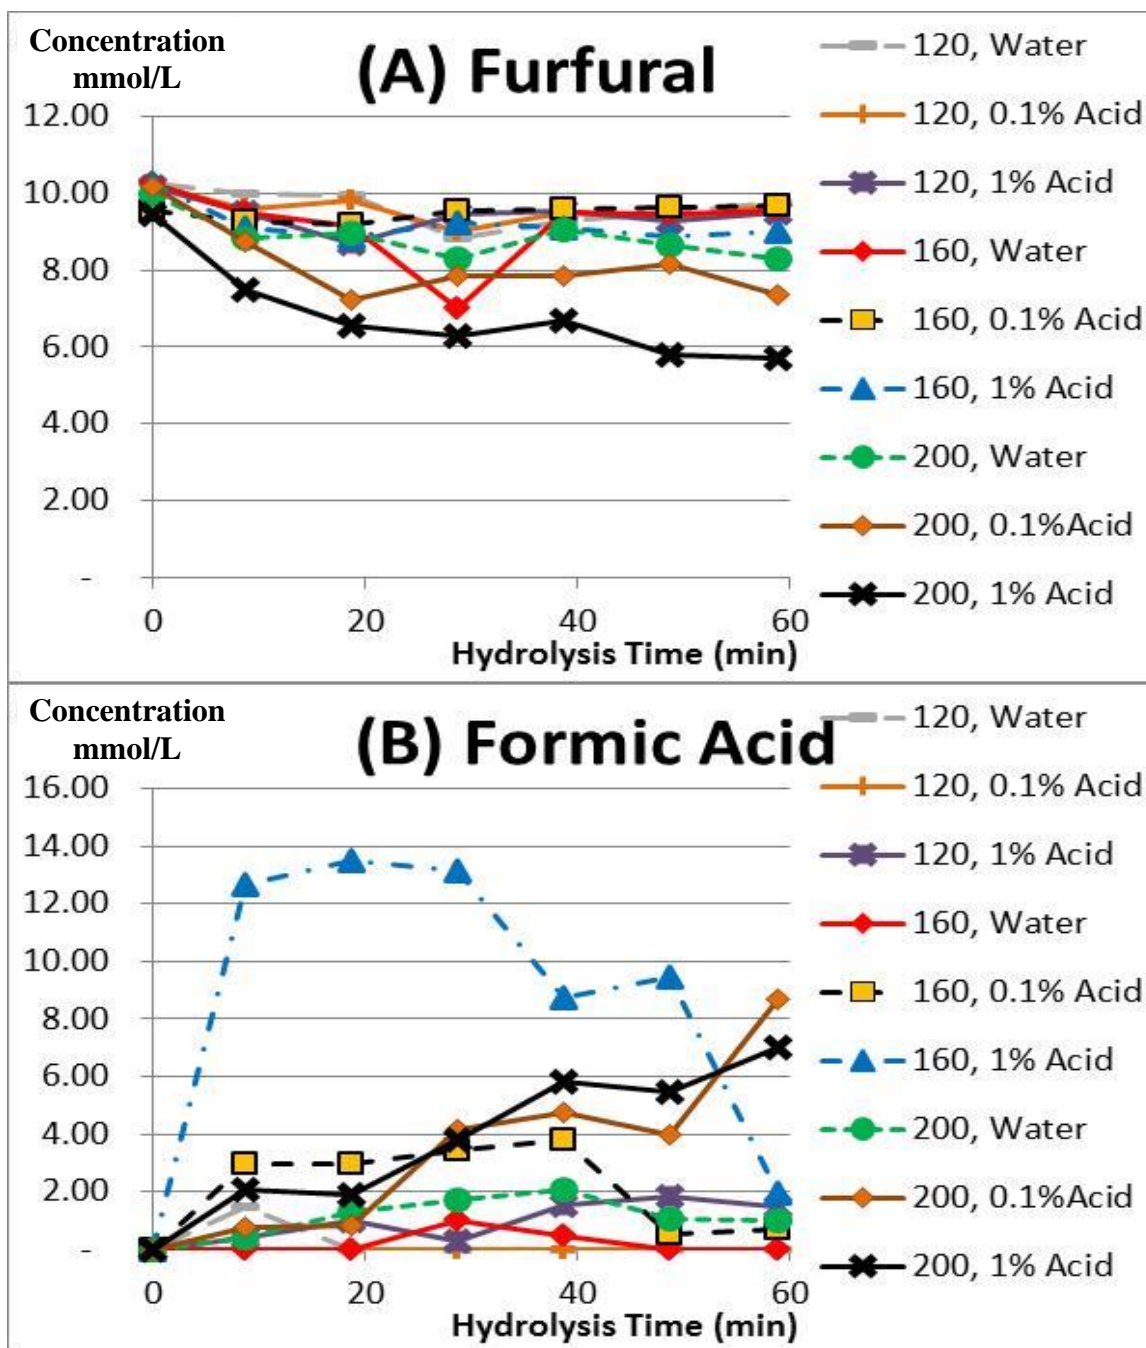 Concentration
mmol/L
(A) Furfural
12.00
10.00
8.00
6.00
4.00
2.00
-
0
20
40
60
Hydrolysis Time (min)
120, Water
120, 0.1% Acid
120, 1% Acid
160, Water
160, 0.1% Acid
160, 1% Acid
200, Water
200, 0.1%Acid
200, 1% Acid
Concentration
mmol/L
(B) Formic Acid
16.00
14.00
12.00
10.00
8.00
6.00
4.00
2.00
-
0
20
40
60
Hydrolysis Time (min)
120, Water
120, 0.1% Acid
120, 1% Acid
160, Water
160, 0.1% Acid
160, 1% Acid
200, Water
200, 0.1%Acid
200, 1% Acid